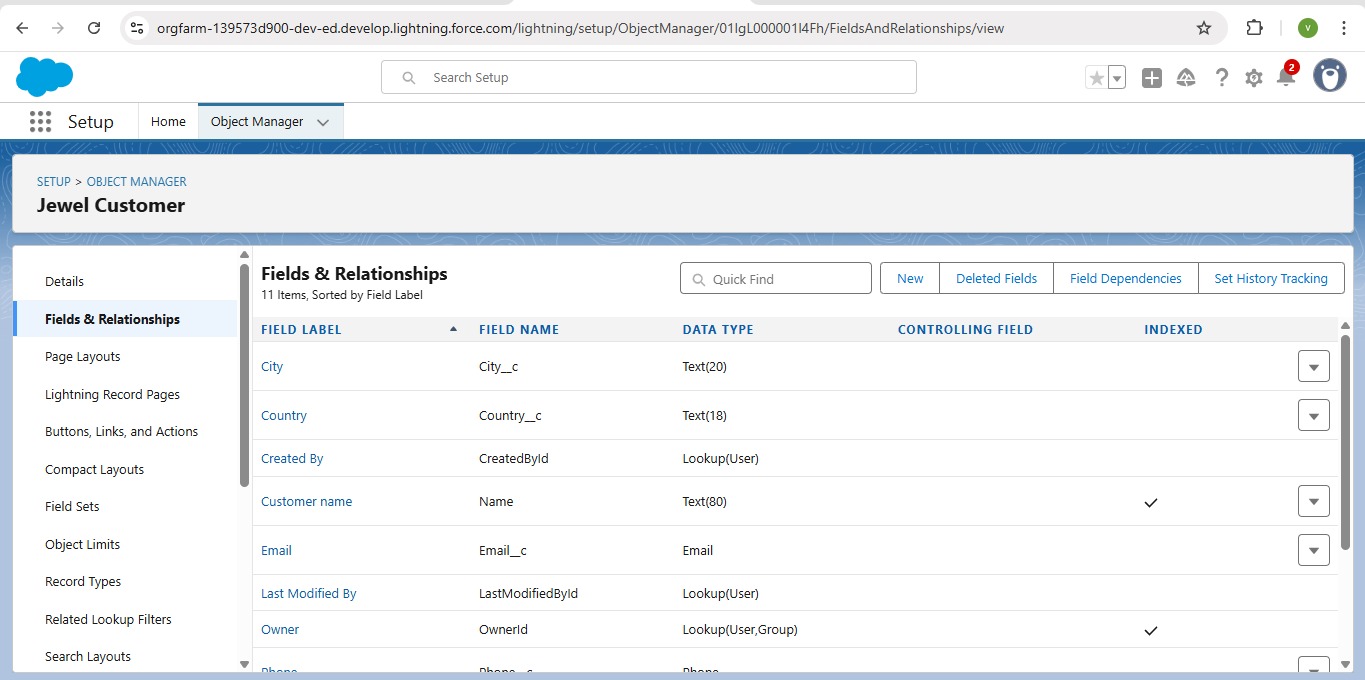 orgfarm-139573d900-dev-ed.develop.lightning.force.com/lightning/setup/ObjectManager/01IgL000001I4Fh/FieldsAndRelationships/view
V
Search Setup
2
Setup Home Object Manager
SETUP > OBJECT MANAGER
Jewel Customer
Details
Fields & Relationships
Page Layouts
Lightning Record Pages
Buttons, Links, and Actions
Compact Layouts
Field Sets
Object Limits
Record Types
Related Lookup Filters
Search Layouts
Fields & Relationships
11 Items, Sorted by Field Label
Quick Find
New Deleted Fields Field Dependencies Set History Tracking
FIELD LABEL FIELD NAME DATA TYPE CONTROLLING FIELD INDEXED
City City__c Text(20)
Country Country__c Text(18)
Created By CreatedById Lookup(User)
Customer name Name Text(80)
Email Email__c Email
Last Modified By LastModifiedById Lookup(User)
Owner OwnerId Lookup(User,Group)
Phone Phone__c Phone